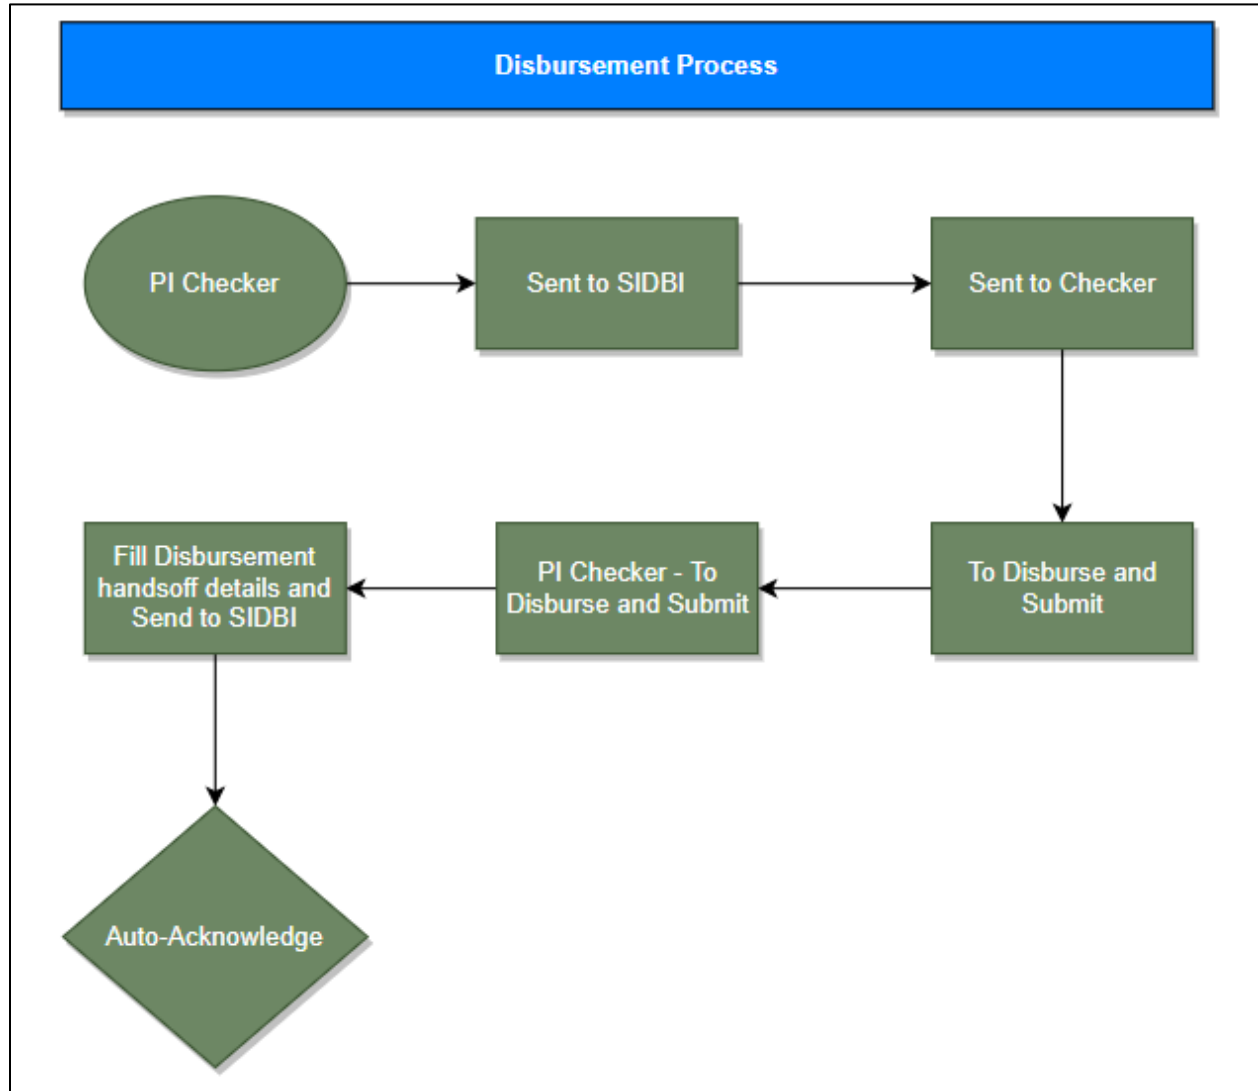 Disbursement Process
PI Checker
Sent to SIDBI
Sent to Checker
To Disburse and
Submit
PI Checker - To
Disburse and Submit
Fill Disbursement
handsoff details and
Send to SIDBI
Auto-Acknowledge